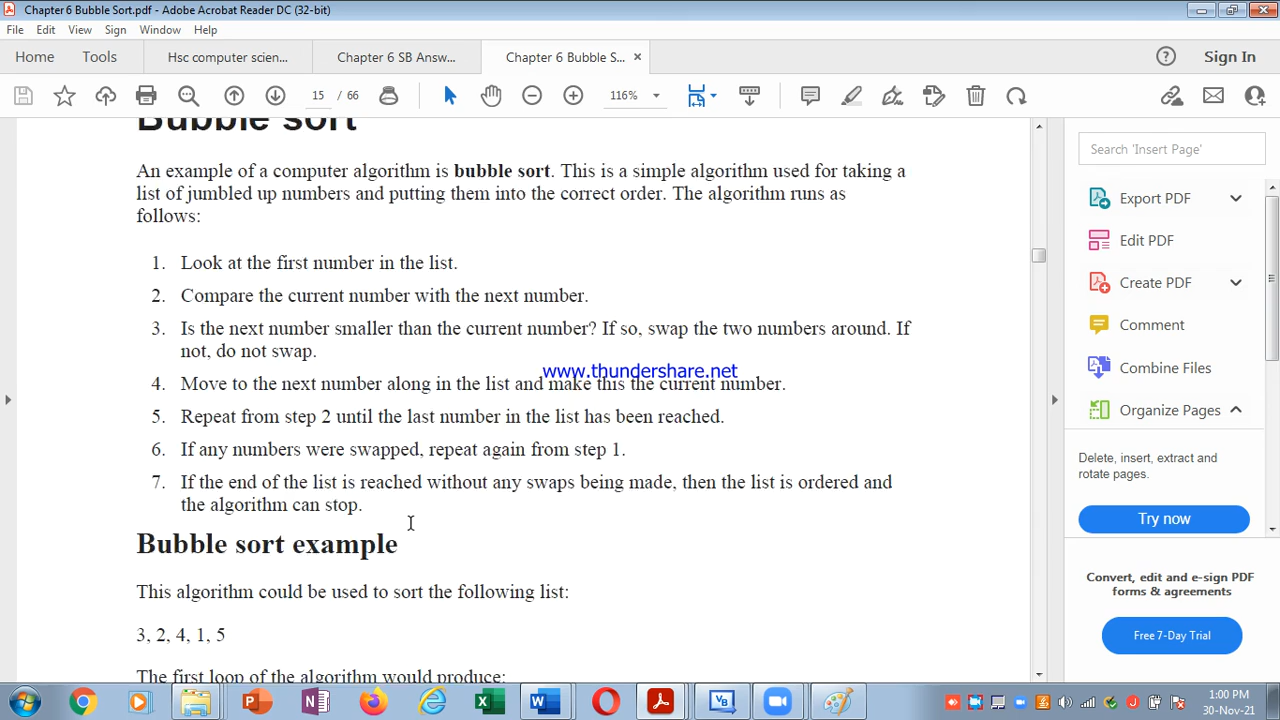 Chapter 6 Bubble Sort.pdf - Adobe Acrobat Reader DC (32-bit)
File Edit View Sign Window Help
Home Tools Hsc computer scien... Chapter 6 SB Answ... Chapter 6 Bubble S... × Sign In
15 / 66 116%
Bubble sort
An example of a computer algorithm is bubble sort. This is a simple algorithm used for taking a
list of jumbled up numbers and putting them into the correct order. The algorithm runs as
follows:
1. Look at the first number in the list.
2. Compare the current number with the next number.
3. Is the next number smaller than the current number? If so, swap the two numbers around. If
not, do not swap.
www.thundershare.net
4. Move to the next number along in the list and make this the current number.
5. Repeat from step 2 until the last number in the list has been reached.
6. If any numbers were swapped, repeat again from step 1.
7. If the end of the list is reached without any swaps being made, then the list is ordered and
the algorithm can stop.
Bubble sort example
This algorithm could be used to sort the following list:
3, 2, 4, 1, 5
The first loop of the algorithm would produce:
Search 'Insert Page'
Export PDF
Edit PDF
Create PDF
Comment
Combine Files
Organize Pages
Delete, insert, extract and
rotate pages.
Try now
Convert, edit and e-sign PDF
forms & agreements
Free 7-Day Trial
1:00 PM
30-Nov-21